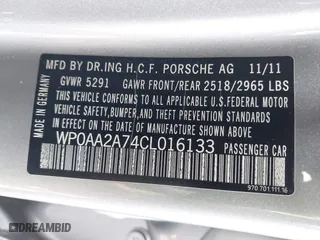 MFD BY DR.ING H.C.F. PORSCHE AG 11/11
GVWR 5291 GAWR FRONT/REAR 2518/2965 LBS
THIS VEHICLE CONFORMS TO ALL APPLICABLE
U.S.FEDERAL MOTOR VEHICLE
SAFETY,BUMPER, AND THEFT PREVENTION
STANDARDS IN EFFECT ON THE DATE OF
MANUFACTURE SHOWN ABOVE.
WP0AA2A74CL016133 PASSENGER CAR
MADE IN GERMANY
970.701.111.16
DEALERS AUCTION